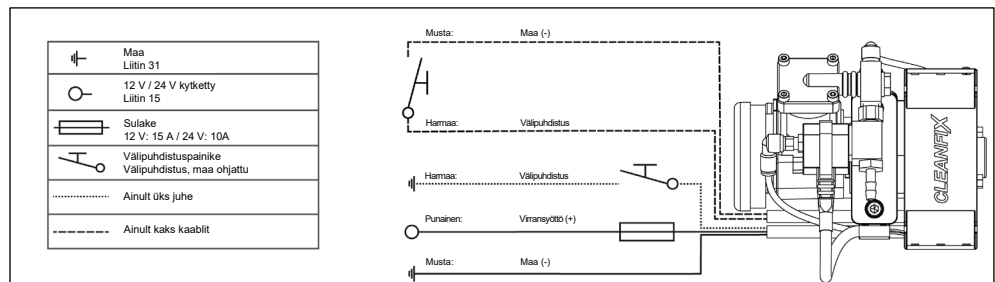 Maa
Liitin 31
12 V / 24 V kytketty
Liitin 15
Sulake
12 V: 15 A / 24 V: 10A
Välipuhdistuspainike
Välipuhdistus, maa ohjattu
Ainult üks juhe
Ainult kaks kaablit
Musta: Maa (-)
Harmaa: Välipuhdistus
Harmaa: Välipuhdistus
Punainen: Virransyöttö (+)
Musta: Maa (-)
CLEANFIX